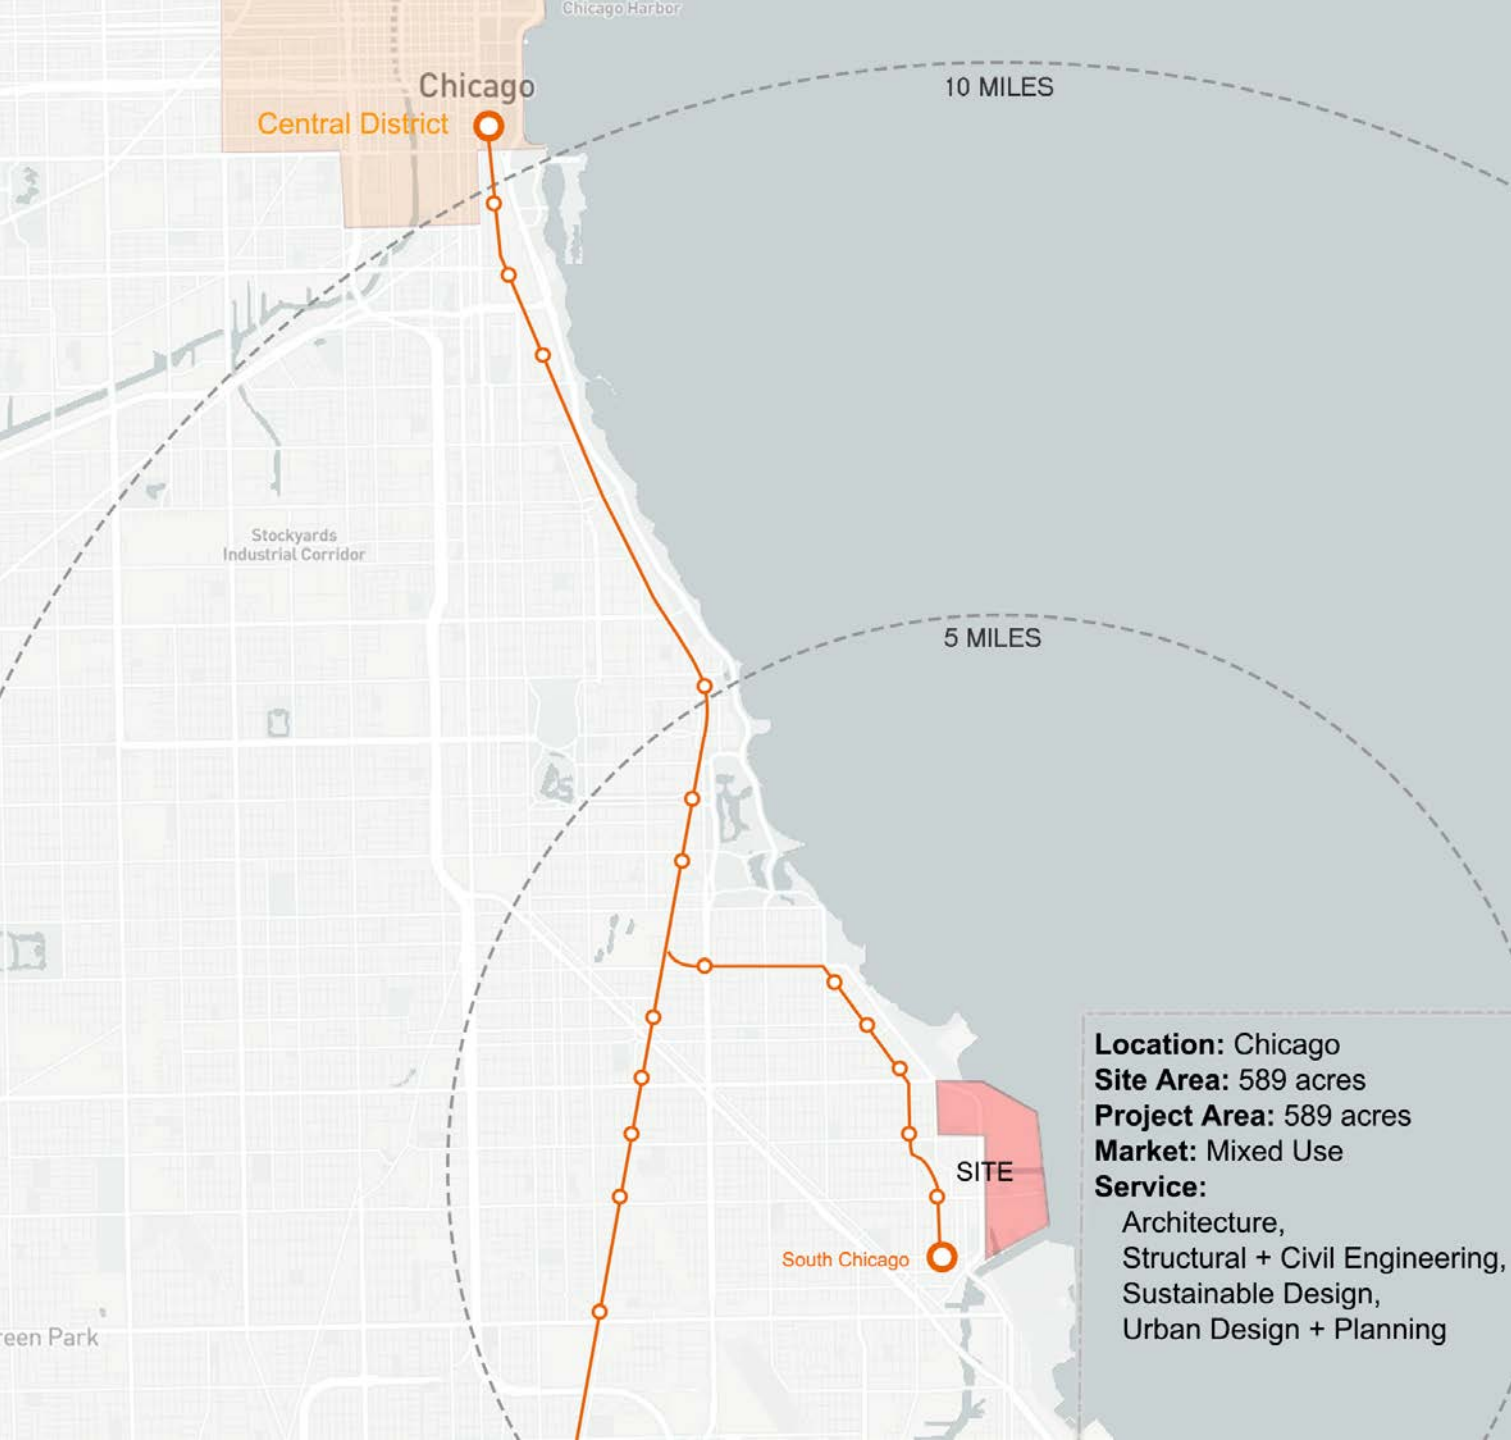 Chicago Harbor
Chicago
10 MILES
Central District
Stockyards
Industrial Corridor
5 MILES
Location: Chicago
Site Area: 589 acres
Project Area: 589 acres
Market: Mixed Use
SITE
Service:
Architecture,
South Chicago
Structural + Civil Engineering,
Sustainable Design,
Urban Design + Planning
reen Park